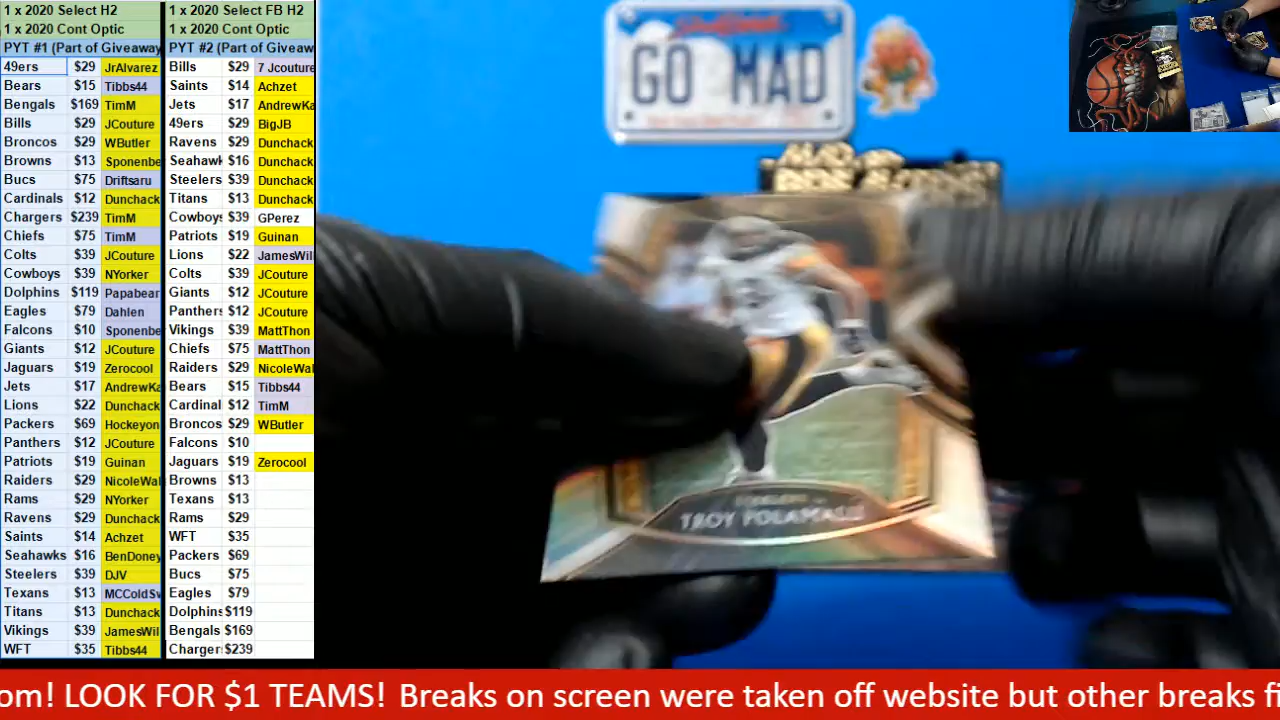 1 x 2020 Select H2
1 x 2020 Cont Optic
PYT #1 (Part of Giveaway
49ers $29 JrAlvarez
Bears $15 Tibbs44
Bengals $169 TimM
Bills $29 JCouture
Broncos $29 WButler
Browns $13 Sponenbe
Bucs $75 Driftsaru
Cardinals $12 Dunchack
Chargers $239 TimM
Chiefs $75 TimM
Colts $39 JCouture
Cowboys $39 NYorker
Dolphins $119 Papabear
Eagles $79 Dahlen
Falcons $10 Sponenbe
Giants $12 JCouture
Jaguars $19 Zerocool
Jets $17 AndrewKa
Lions $22 Dunchack
Packers $69 Hockeyon
Panthers $12 JCouture
Patriots $19 Guinan
Raiders $29 NicoleWal
Rams $29 NYorker
Ravens $29 Dunchack
Saints $14 Achzet
Seahawks $16 BenDoney
Steelers $39 DJV
Texans $13 MCColdSv
Titans $13 Dunchack
Vikings $39 JamesWil
WFT $35 Tibbs44
1 x 2020 Select FB H2
1 x 2020 Cont Optic
PYT #2 (Part of Giveaw
Bills $29 7 Jcouture
Saints $14 Achzet
Jets $17 AndrewKa
49ers $29 BigJB
Ravens $29 Dunchack
Seahawk $16 Dunchack
Steelers $39 Dunchack
Titans $13 Dunchack
Cowboys $39 GPerez
Patriots $19 Guinan
Lions $22 JamesWil
Colts $39 JCouture
Giants $12 JCouture
Panthers $12 JCouture
Vikings $39 MattThon
Chiefs $75 MattThon
Raiders $29 NicoleWal
Bears $15 Tibbs44
Cardinal $12 TimM
Broncos $29 WButler
Falcons $10
Jaguars $19 Zerocool
Browns $13
Texans $13
Rams $29
WFT $35
Packers $69
Bucs $75
Eagles $79
Dolphins $119
Bengals $169
Charger $239
GO MAD
TROY POLAMALU
om! LOOK FOR $1 TEAMS! Breaks on screen were taken off website but other breaks fi